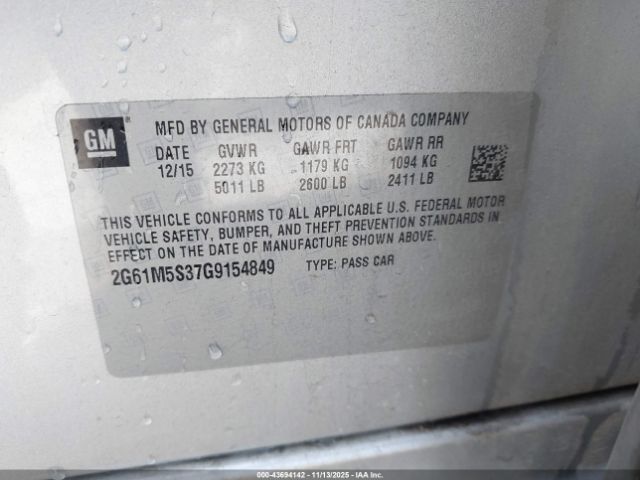 GM
MFD BY GENERAL MOTORS OF CANADA COMPANY
DATE GVWR GAWR FRT GAWR RR
12/15 2273 KG 1179 KG 1094 KG
5011 LB 2600 LB 2411 LB
THIS VEHICLE CONFORMS TO ALL APPLICABLE U.S. FEDERAL MOTOR
VEHICLE SAFETY, BUMPER, AND THEFT PREVENTION STANDARDS IN
EFFECT ON THE DATE OF MANUFACTURE SHOWN ABOVE.
2G61M5S37G9154849 TYPE: PASS CAR
000-43694142 - 11/13/2025 - IAA Inc.